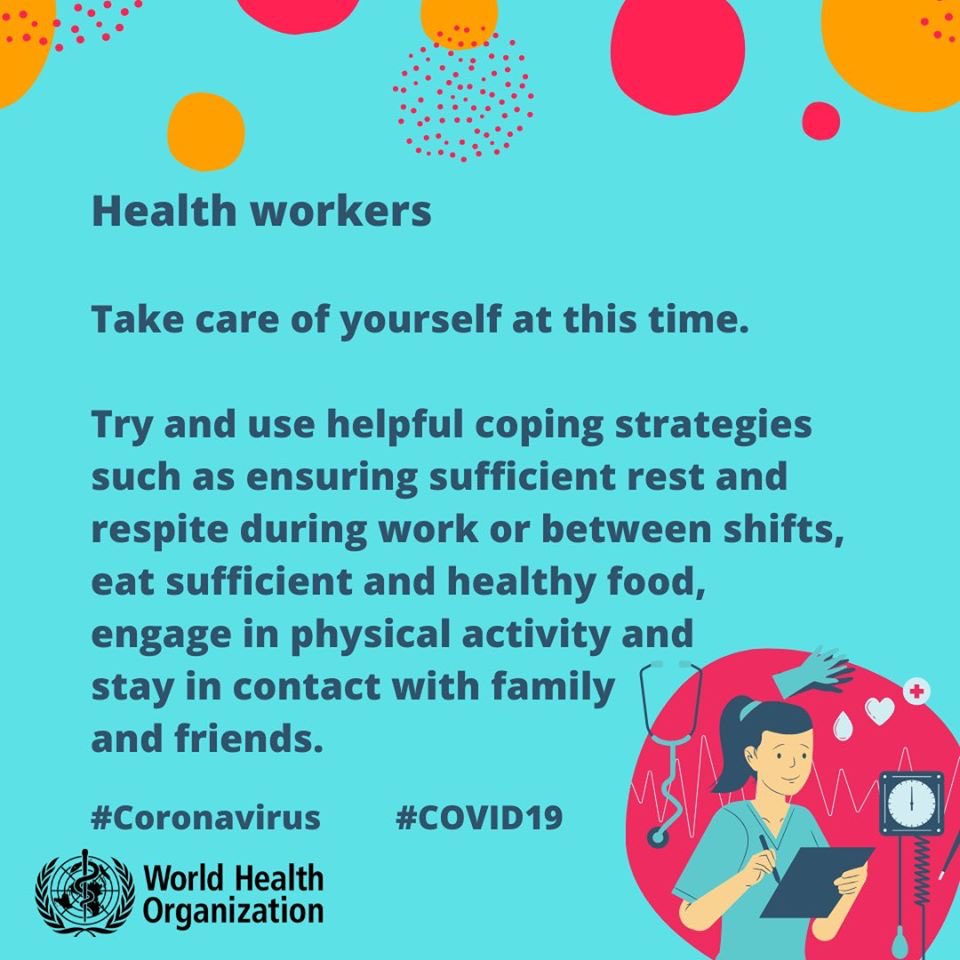 Health workers
Take care of yourself at this time.
Try and use helpful coping strategies
such as ensuring sufficient rest and
respite during work or between shifts,
eat sufficient and healthy food,
engage in physical activity and
stay in contact with family
and friends.
#Coronavirus #COVID19
World Health
Organization